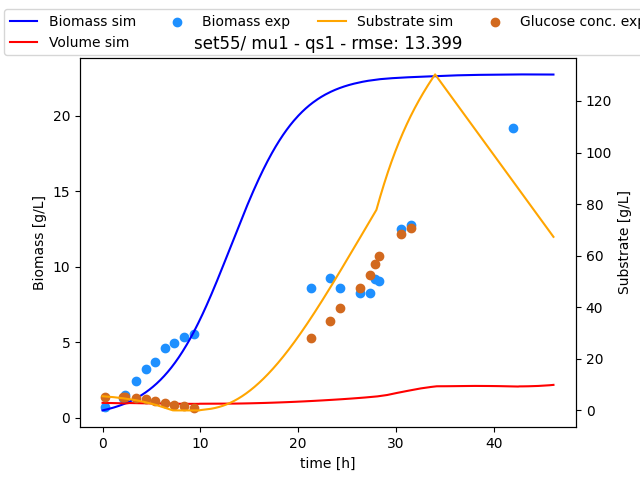 Biomass sim Biomass exp Substrate sim Glucose conc. exp
Volume sim
set55/ mu1 - qs1 - rmse: 13.399
Biomass [g/L]
20
15
10
5
0
120
100
80
60
40
20
0
Substrate [g/L]
0 10 20 30 40
time [h]